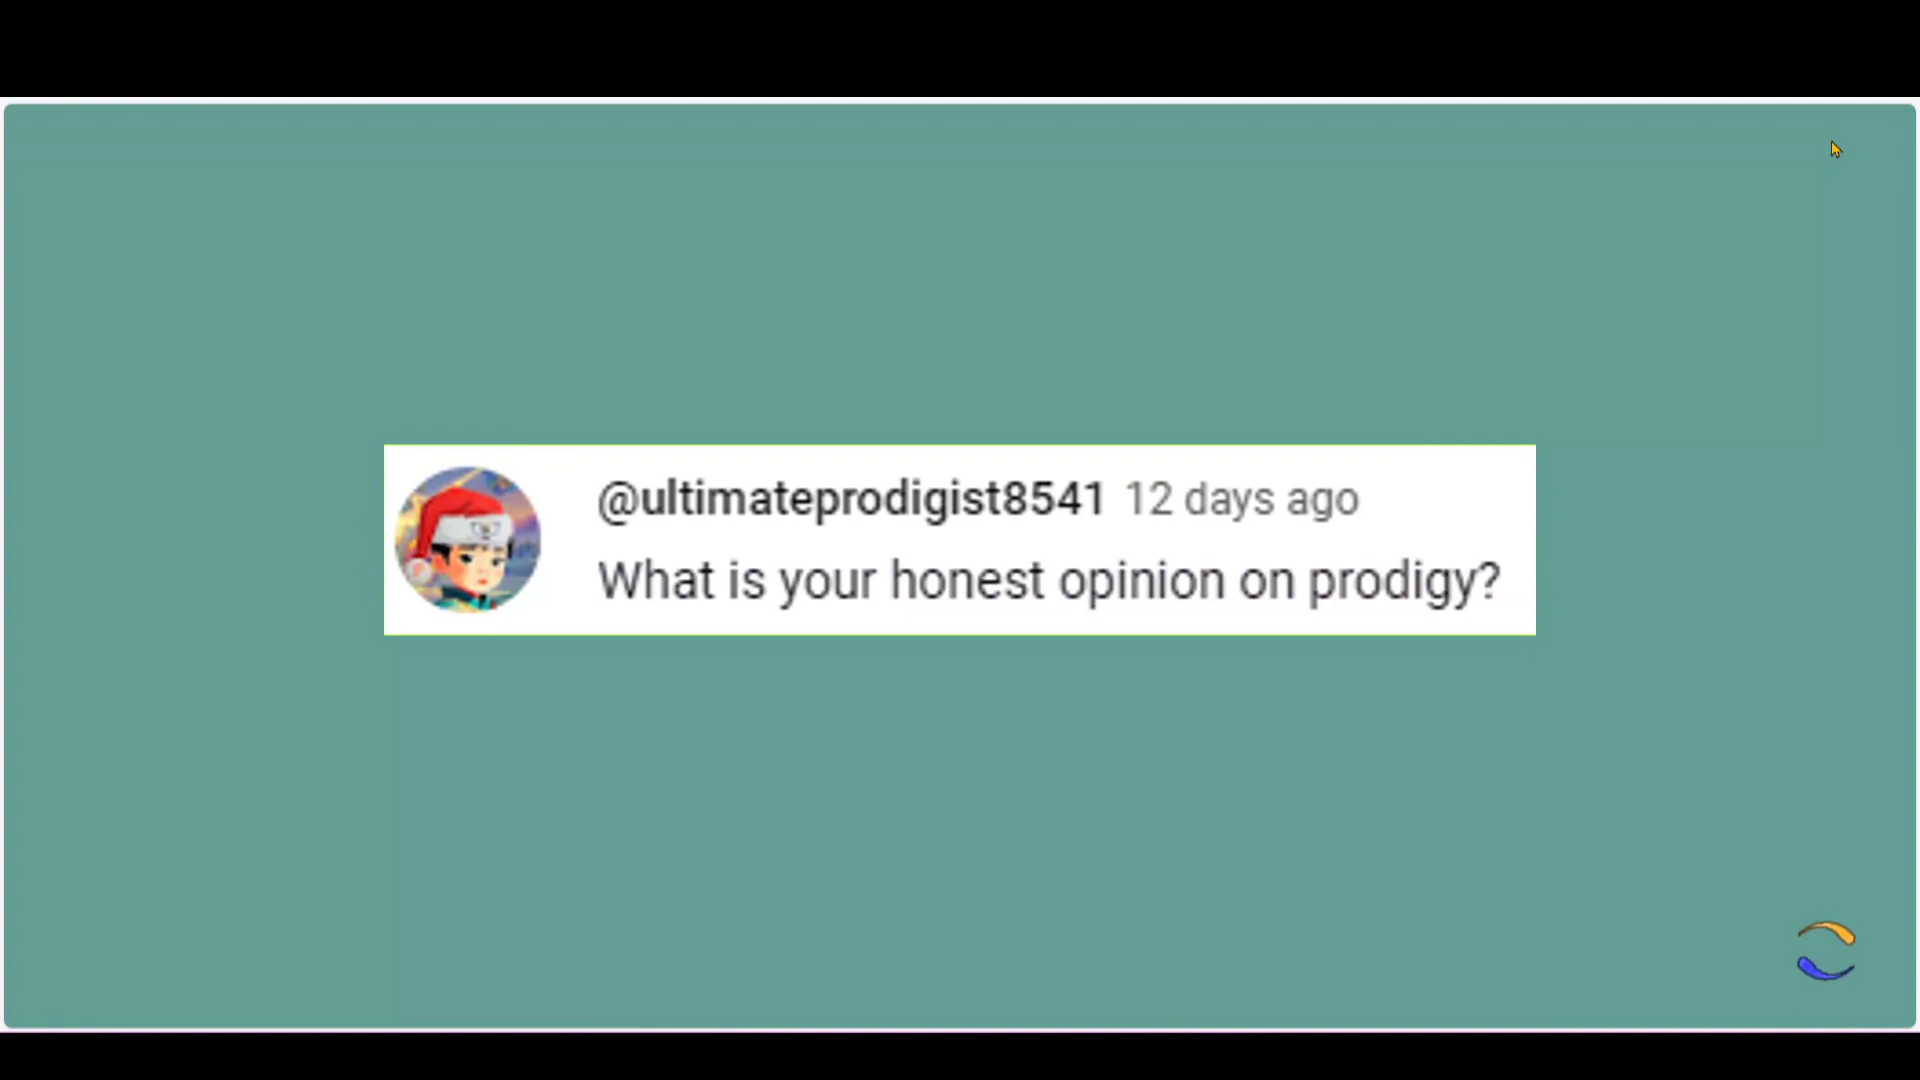 @ultimateprodigist8541 12 days ago
What is your honest opinion on prodigy?